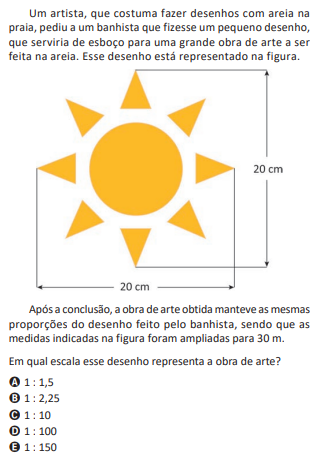 Um artista, que costuma fazer desenhos com areia na
praia, pediu a um banhista que fizesse um pequeno desenho,
que serviria de esboço para uma grande obra de arte a ser
feita na areia. Esse desenho está representado na figura.
20 cm
20 cm
Após a conclusão, a obra de arte obtida manteve as mesmas
proporções do desenho feito pelo banhista, sendo que as
medidas indicadas na figura foram ampliadas para 30 m.
Em qual escala esse desenho representa a obra de arte?
A 1 : 1,5
B 1 : 2,25
C 1 : 10
D 1 : 100
E 1 : 150